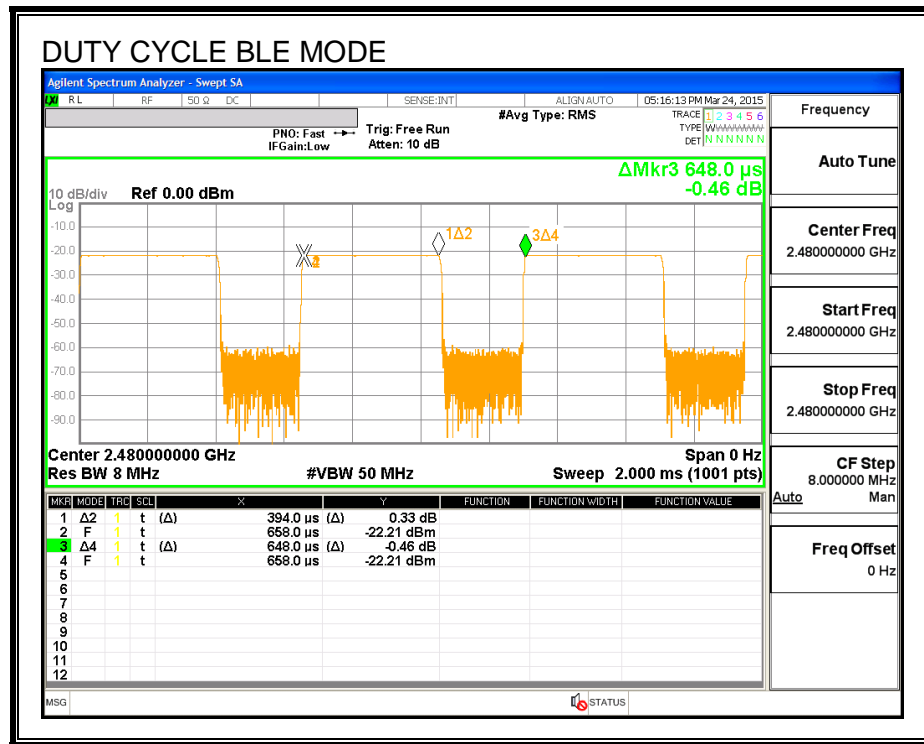 DUTY CYCLE BLE MODE
Agilent Spectrum Analyzer - Swept SA
LXI RL RF 50 Ω DC SENSE:INT ALIGN AUTO 05:16:13 PM Mar 24, 2015
#Avg Type: RMS TRACE 1 2 3 4 5 6
PNO: Fast Trig: Free Run TYPE WWWWWW
IFGain:Low Atten: 10 dB DET N N N N N N
ΔMkr3 648.0 µs
-0.46 dB
10 dB/div Ref 0.00 dBm
Log
-10.0
-20.0
-30.0
-40.0
-50.0
-60.0
-70.0
-80.0
-90.0
1Δ2
3Δ4
Center 2.480000000 GHz Span 0 Hz
Res BW 8 MHz #VBW 50 MHz Sweep 2.000 ms (1001 pts)
MKR MODE TRC SCL X Y FUNCTION FUNCTION WIDTH FUNCTION VALUE
1 Δ2 1 t (Δ) 394.0 µs (Δ) 0.33 dB
2 F 1 t 658.0 µs -22.21 dBm
3 Δ4 1 t (Δ) 648.0 µs (Δ) -0.46 dB
4 F 1 t 658.0 µs -22.21 dBm
5
6
7
8
9
10
11
12
MSG STATUS
Frequency
Auto Tune
Center Freq
2.480000000 GHz
Start Freq
2.480000000 GHz
Stop Freq
2.480000000 GHz
CF Step
8.000000 MHz
Auto Man
Freq Offset
0 Hz